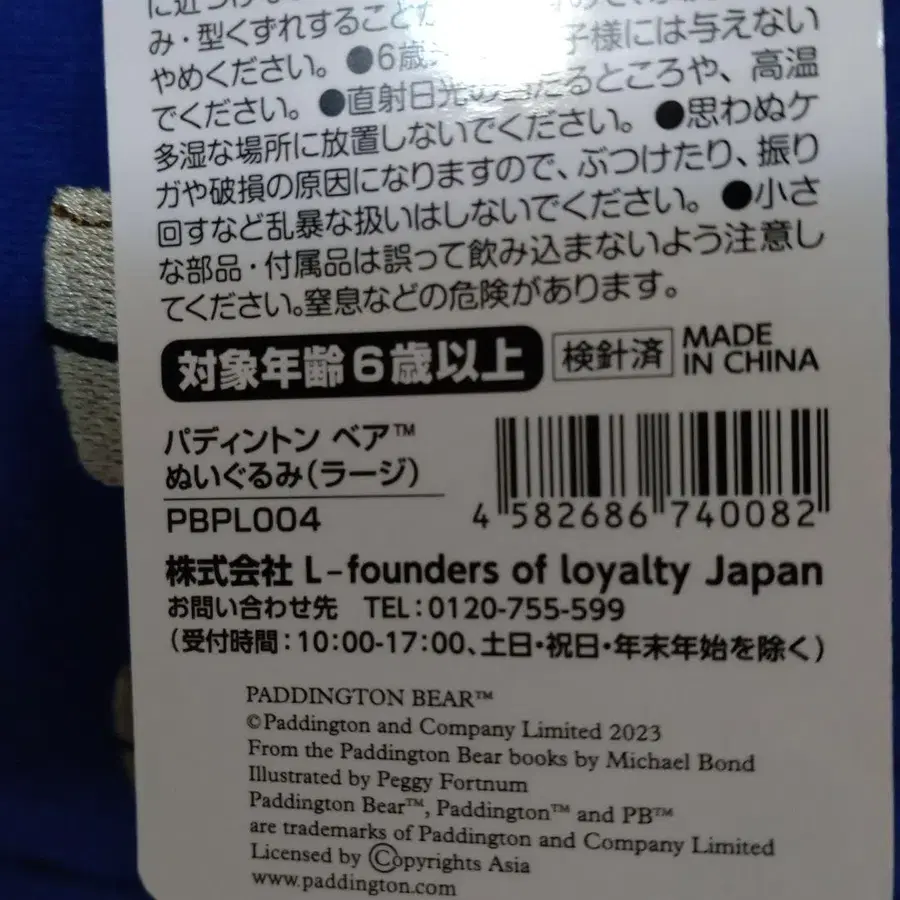 に近づけ
み・型くずれすること
やめください。●6歳 子様には与えない
でください。●直射日光の当たるところや、高温
多湿な場所に放置しないでください。●思わぬケ
ガや破損の原因になりますので、ぶつけたり、振り
回すなど乱暴な扱いはしないでください。●小さ
な部品・付属品は誤って飲み込まないよう注意し
てください。窒息などの危険があります。
対象年齢6歳以上
検針済
MADE
IN CHINA
パディントン ベア™
ぬいぐるみ(ラージ)
PBPL004
4 582686 740082
株式会社 L-founders of loyalty Japan
お問い合わせ先 TEL:0120-755-599
(受付時間:10:00-17:00、土日・祝日・年末年始を除く)
PADDINGTON BEAR™
©Paddington and Company Limited 2023
From the Paddington Bear books by Michael Bond
Illustrated by Peggy Fortnum
Paddington Bear™, Paddington™ and PB™
are trademarks of Paddington and Company Limited
Licensed by ©opyrights Asia
www.paddington.com